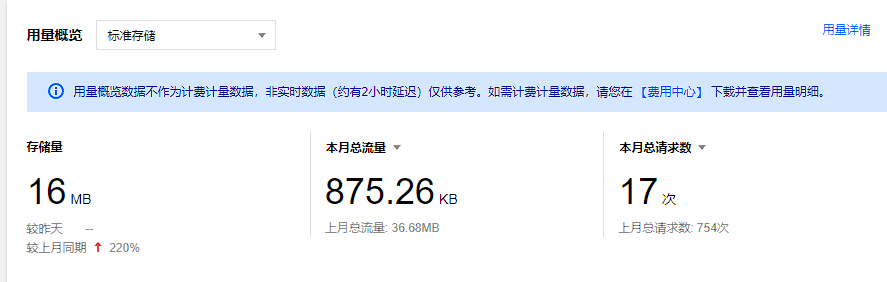 用量概览 标准存储 用量详情
用量概览数据不作为计费计量数据，非实时数据（约有2小时延迟）仅供参考。如需计费计量数据，请您在 【费用中心】 下载并查看用量明细。
存储量 本月总流量 本月总请求数
16 MB 875.26 KB 17 次
较昨天 -- 上月总流量: 36.68MB 上月总请求数: 754次
较上月同期 ↑ 220%